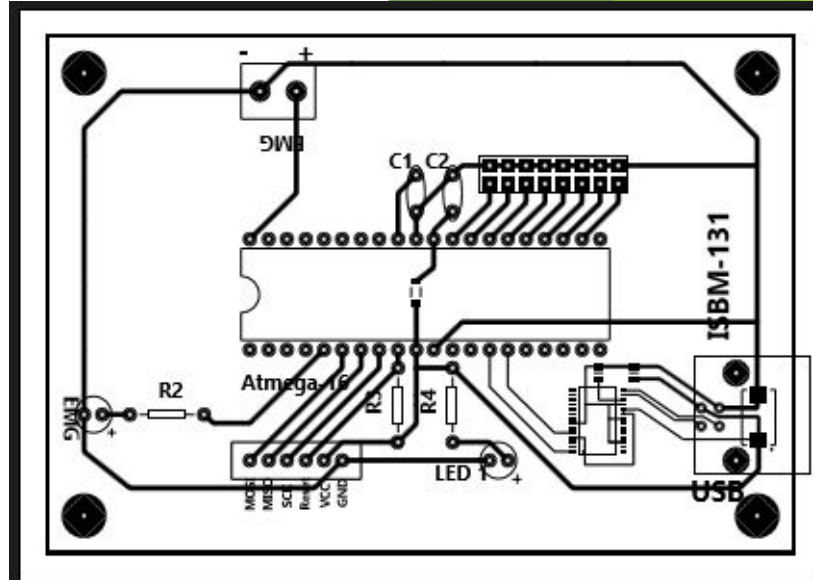 - +
EMG
C1 C2
ISBM-131
Atmega-16
R2
R3
R4
EMG
+
LED 1
+
USB
MOSI
MISO
SCK
Reset
VCC
GND